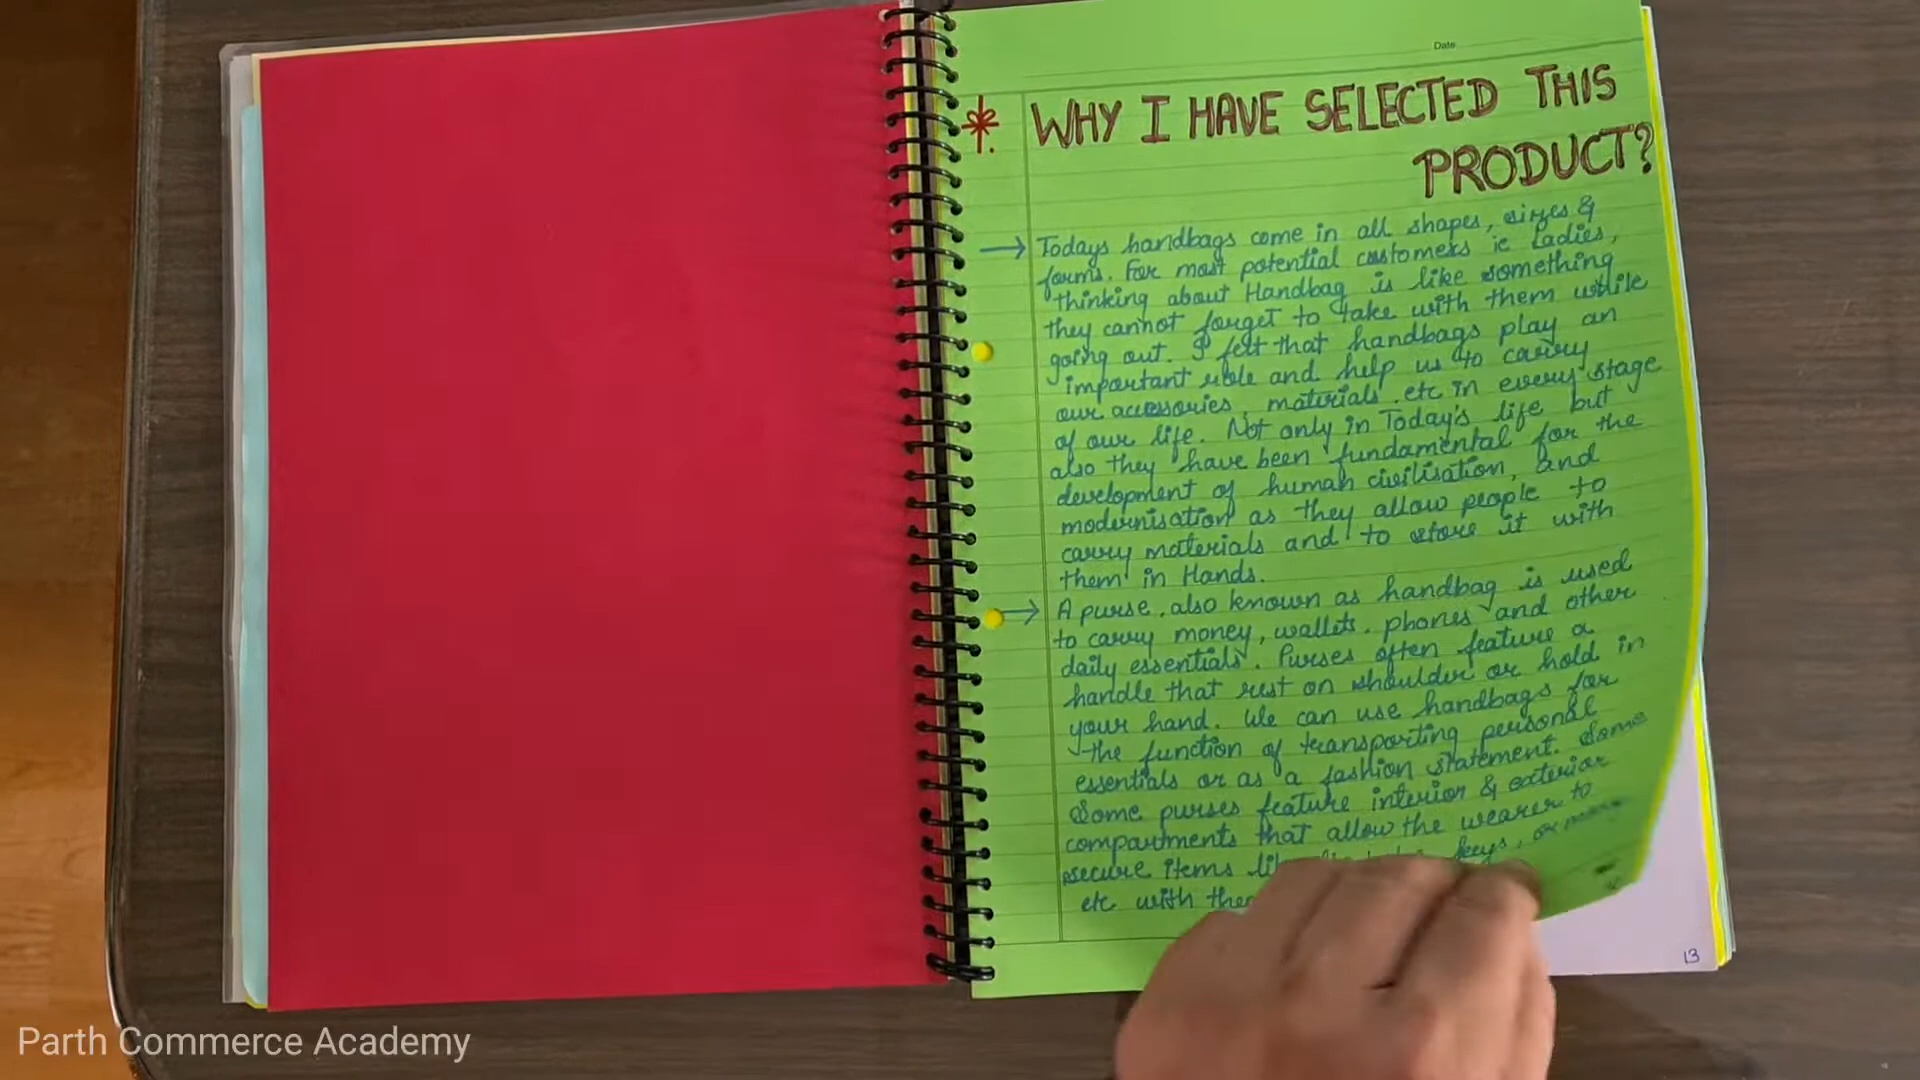 Date
* WHY I HAVE SELECTED THIS
PRODUCT?
→ Todays handbags come in all shapes, sizes &
forms. For most potential customers ie Ladies,
thinking about Handbag is like something
they cannot forget to take with them while
going out. I felt that handbags play an
important role and help us to carry
our accessories, materials etc in every stage
of our life. Not only in Today's life but
also they have been fundamental for the
development of human civilisation, and
modernisation as they allow people to
carry materials and to store it with
them in Hands.
→ A purse, also known as handbag is used
to carry money, wallets, phones and other
daily essentials. Purses often feature a
handle that rest on shoulder or hold in
your hand. We can use handbags for
the function of transporting personal
essentials or as a fashion statement. Some
Some purses feature interior & exterior
compartments that allow the wearer to
secure items keys, or
etc with
13
Parth Commerce Academy